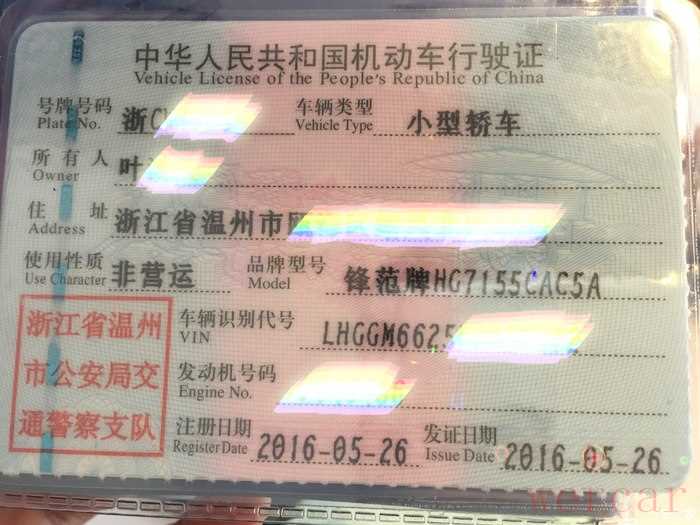 中华人民共和国机动车行驶证
Vehicle License of the People's Republic of China
号牌号码 浙C 车辆类型 小型轿车
Plate No. Vehicle Type
所有人 叶
Owner
住址 浙江省温州市
Address
使用性质 非营运 品牌型号 锋范牌HG7155CAC5A
Use Character Model
浙江省温州
市公安局交
通警察支队
车辆识别代号 LHGGM6625
VIN
发动机号码
Engine No.
注册日期 2016-05-26 发证日期 2016-05-26
Register Date Issue Date